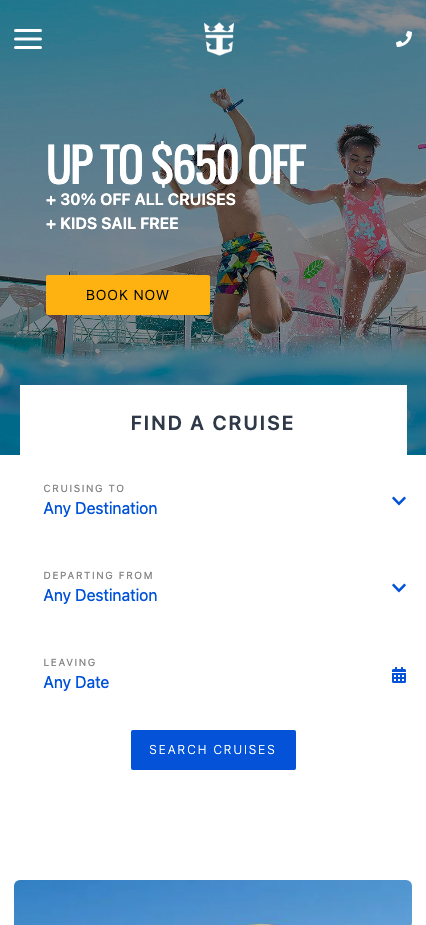 UP TO $650 OFF
+ 30% OFF ALL CRUISES
+ KIDS SAIL FREE
BOOK NOW
FIND A CRUISE
CRUISING TO
Any Destination
DEPARTING FROM
Any Destination
LEAVING
Any Date
SEARCH CRUISES